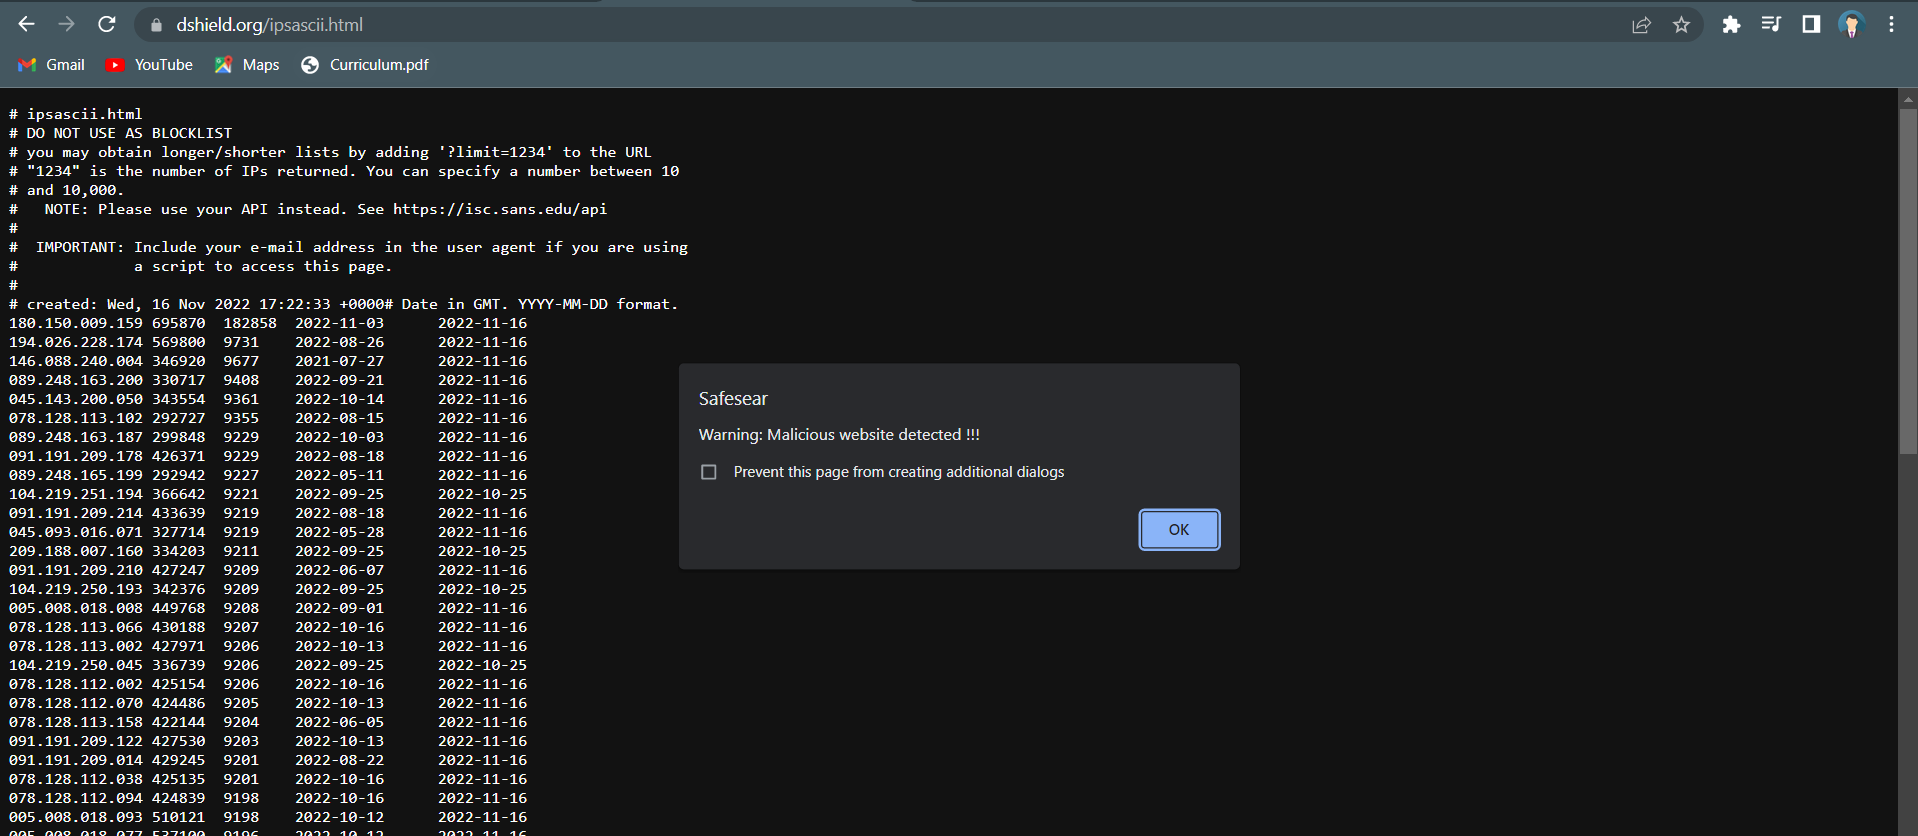 dshield.org/ipsascii.html
Gmail YouTube Maps Curriculum.pdf
# ipsascii.html
# DO NOT USE AS BLOCKLIST
# you may obtain longer/shorter lists by adding '?limit=1234' to the URL
# "1234" is the number of IPs returned. You can specify a number between 10
# and 10,000.
#   NOTE: Please use your API instead. See https://isc.sans.edu/api
#
#  IMPORTANT: Include your e-mail address in the user agent if you are using
#             a script to access this page.
#
# created: Wed, 16 Nov 2022 17:22:33 +0000# Date in GMT. YYYY-MM-DD format.
180.150.009.159 695870  182858  2022-11-03      2022-11-16
194.026.228.174 569800  9731    2022-08-26      2022-11-16
146.088.240.004 346920  9677    2021-07-27      2022-11-16
089.248.163.200 330717  9408    2022-09-21      2022-11-16
045.143.200.050 343554  9361    2022-10-14      2022-11-16
078.128.113.102 292727  9355    2022-08-15      2022-11-16
089.248.163.187 299848  9229    2022-10-03      2022-11-16
091.191.209.178 426371  9229    2022-08-18      2022-11-16
089.248.165.199 292942  9227    2022-05-11      2022-11-16
104.219.251.194 366642  9221    2022-09-25      2022-10-25
091.191.209.214 433639  9219    2022-08-18      2022-11-16
045.093.016.071 327714  9219    2022-05-28      2022-11-16
209.188.007.160 334203  9211    2022-09-25      2022-10-25
091.191.209.210 427247  9209    2022-06-07      2022-11-16
104.219.250.193 342376  9209    2022-09-25      2022-10-25
005.008.018.008 449768  9208    2022-09-01      2022-11-16
078.128.113.066 430188  9207    2022-10-16      2022-11-16
078.128.113.002 427971  9206    2022-10-13      2022-11-16
104.219.250.045 336739  9206    2022-09-25      2022-10-25
078.128.112.002 425154  9206    2022-10-16      2022-11-16
078.128.112.070 424486  9205    2022-10-13      2022-11-16
078.128.113.158 422144  9204    2022-06-05      2022-11-16
091.191.209.122 427530  9203    2022-10-13      2022-11-16
091.191.209.014 429245  9201    2022-08-22      2022-11-16
078.128.112.038 425135  9201    2022-10-16      2022-11-16
078.128.112.094 424839  9198    2022-10-16      2022-11-16
005.008.018.093 510121  9198    2022-10-12      2022-11-16
005.008.018.077 537100  9196    2022-10-12      2022-11-16
Safesear
Warning: Malicious website detected !!!
Prevent this page from creating additional dialogs
OK